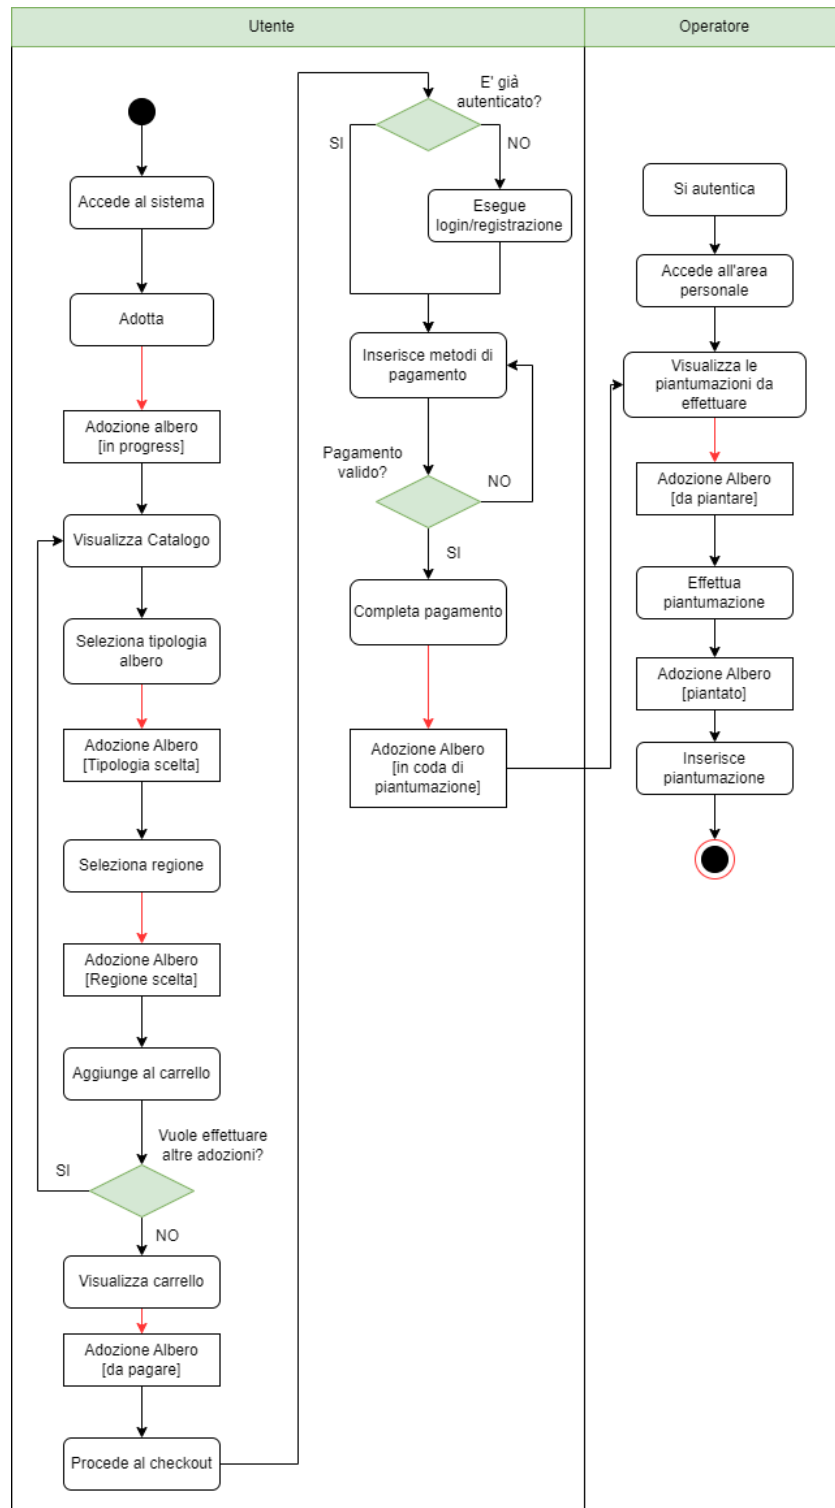 Utente
Operatore
Accede al sistema
Adotta
Adozione albero
[in progress]
Visualizza Catalogo
Seleziona tipologia
albero
Adozione Albero
[Tipologia scelta]
Seleziona regione
Adozione Albero
[Regione scelta]
Aggiunge al carrello
Vuole effettuare
altre adozioni?
SI
NO
Visualizza carrello
Adozione Albero
[da pagare]
Procede al checkout
E' già
autenticato?
SI
NO
Esegue
login/registrazione
Inserisce metodi di
pagamento
Pagamento
valido?
NO
SI
Completa pagamento
Adozione Albero
[in coda di
piantumazione]
Si autentica
Accede all'area
personale
Visualizza le
piantumazioni da
effettuare
Adozione Albero
[da piantare]
Effettua
piantumazione
Adozione Albero
[piantato]
Inserisce
piantumazione